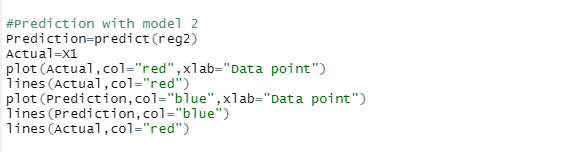 #Prediction with model 2
Prediction=predict(reg2)
Actual=X1
plot(Actual,col="red",xlab="Data point")
lines(Actual,col="red")
plot(Prediction,col="blue",xlab="Data point")
lines(Prediction,col="blue")
lines(Actual,col="red")